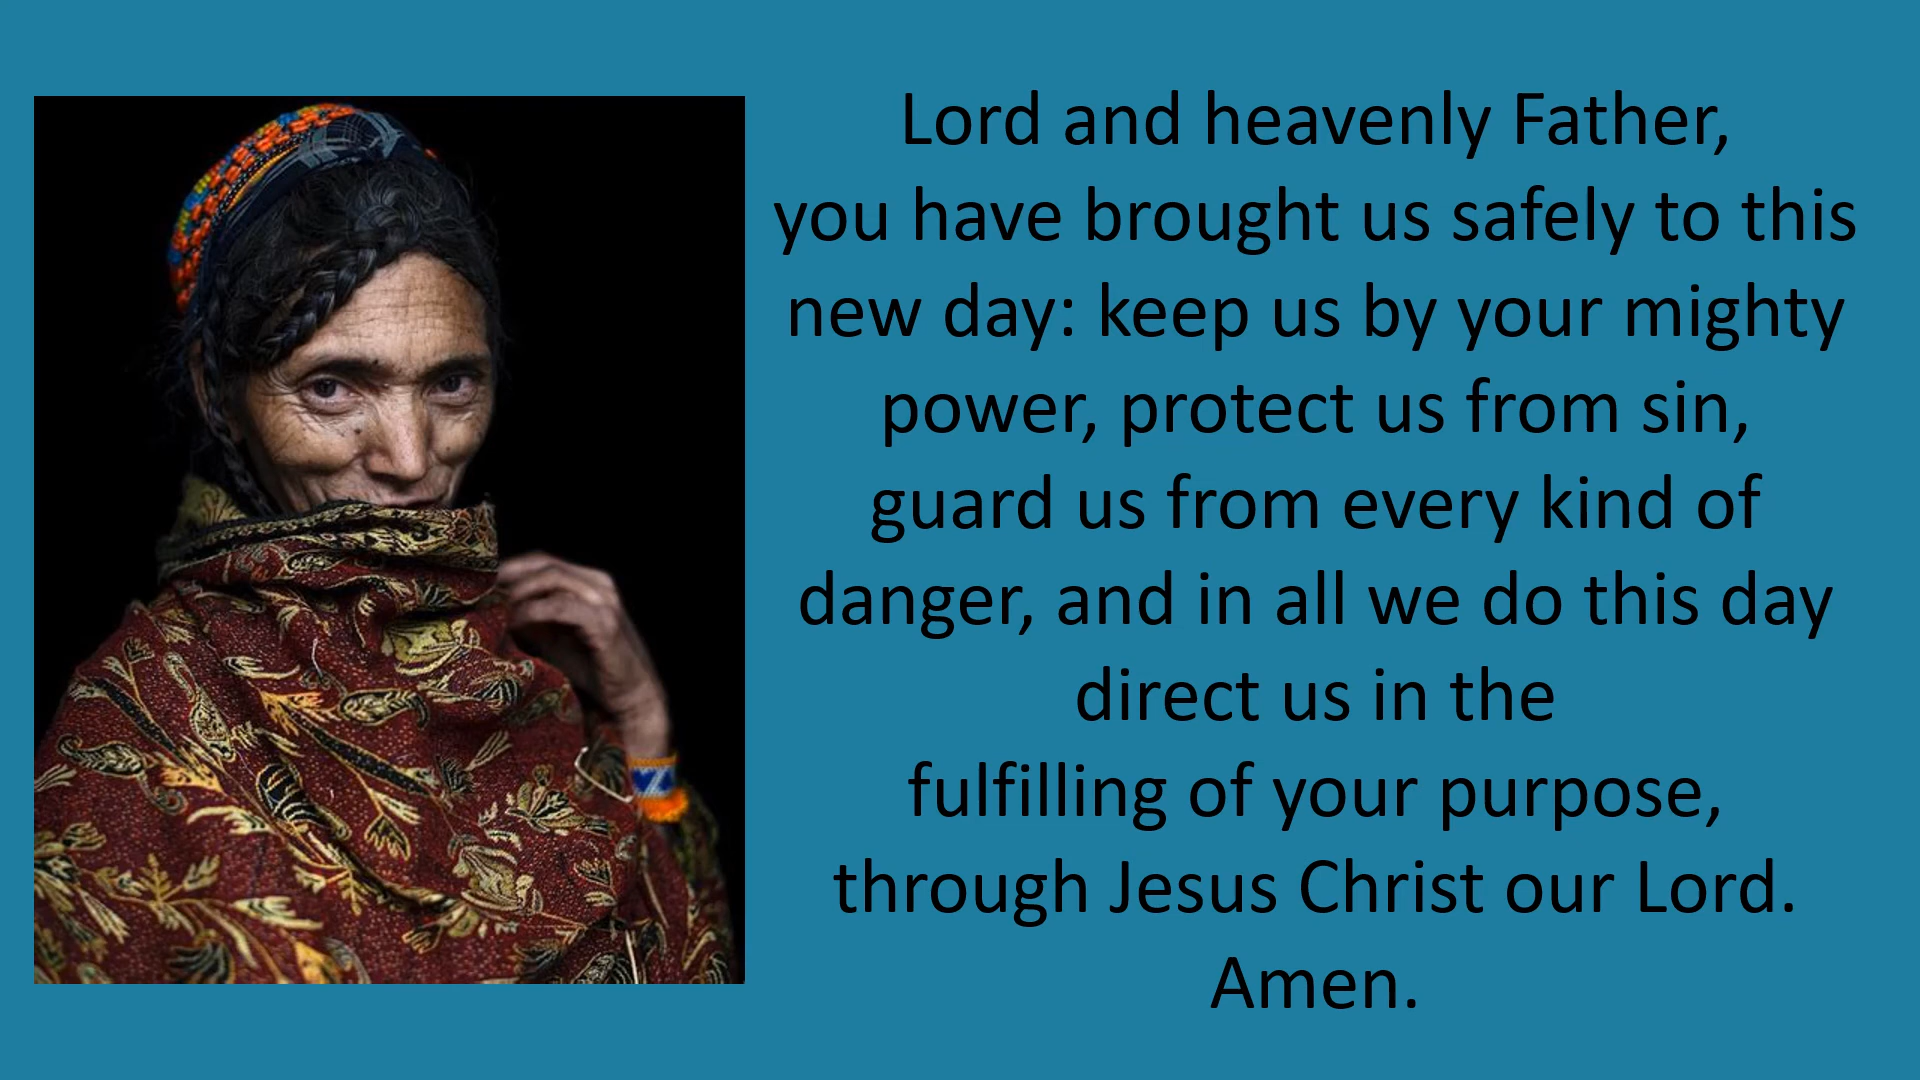 Lord and heavenly Father,
you have brought us safely to this
new day: keep us by your mighty
power, protect us from sin,
guard us from every kind of
danger, and in all we do this day
direct us in the
fulfilling of your purpose,
through Jesus Christ our Lord.
Amen.